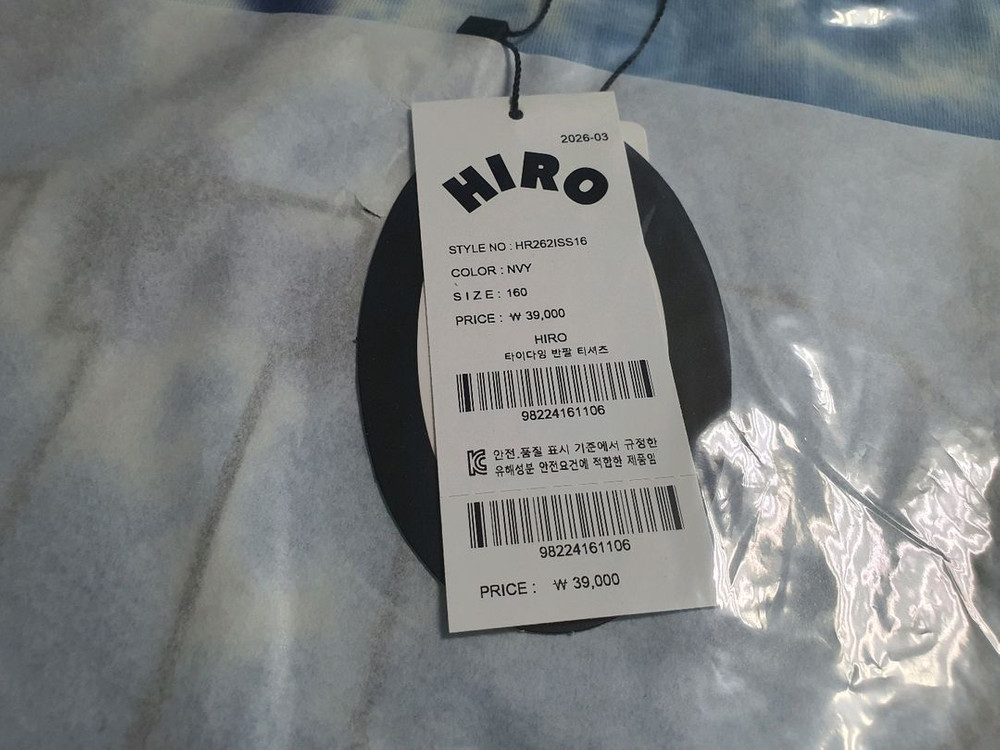 2026-03
HIRO
STYLE NO : HR262ISS16
COLOR : NVY
SIZE : 160
PRICE : ₩ 39,000
HIRO
타이다잉 반팔 티셔츠
98224161106
안전.품질 표시 기준에서 규정한
유해성분 안전요건에 적합한 제품임
98224161106
PRICE : ₩ 39,000